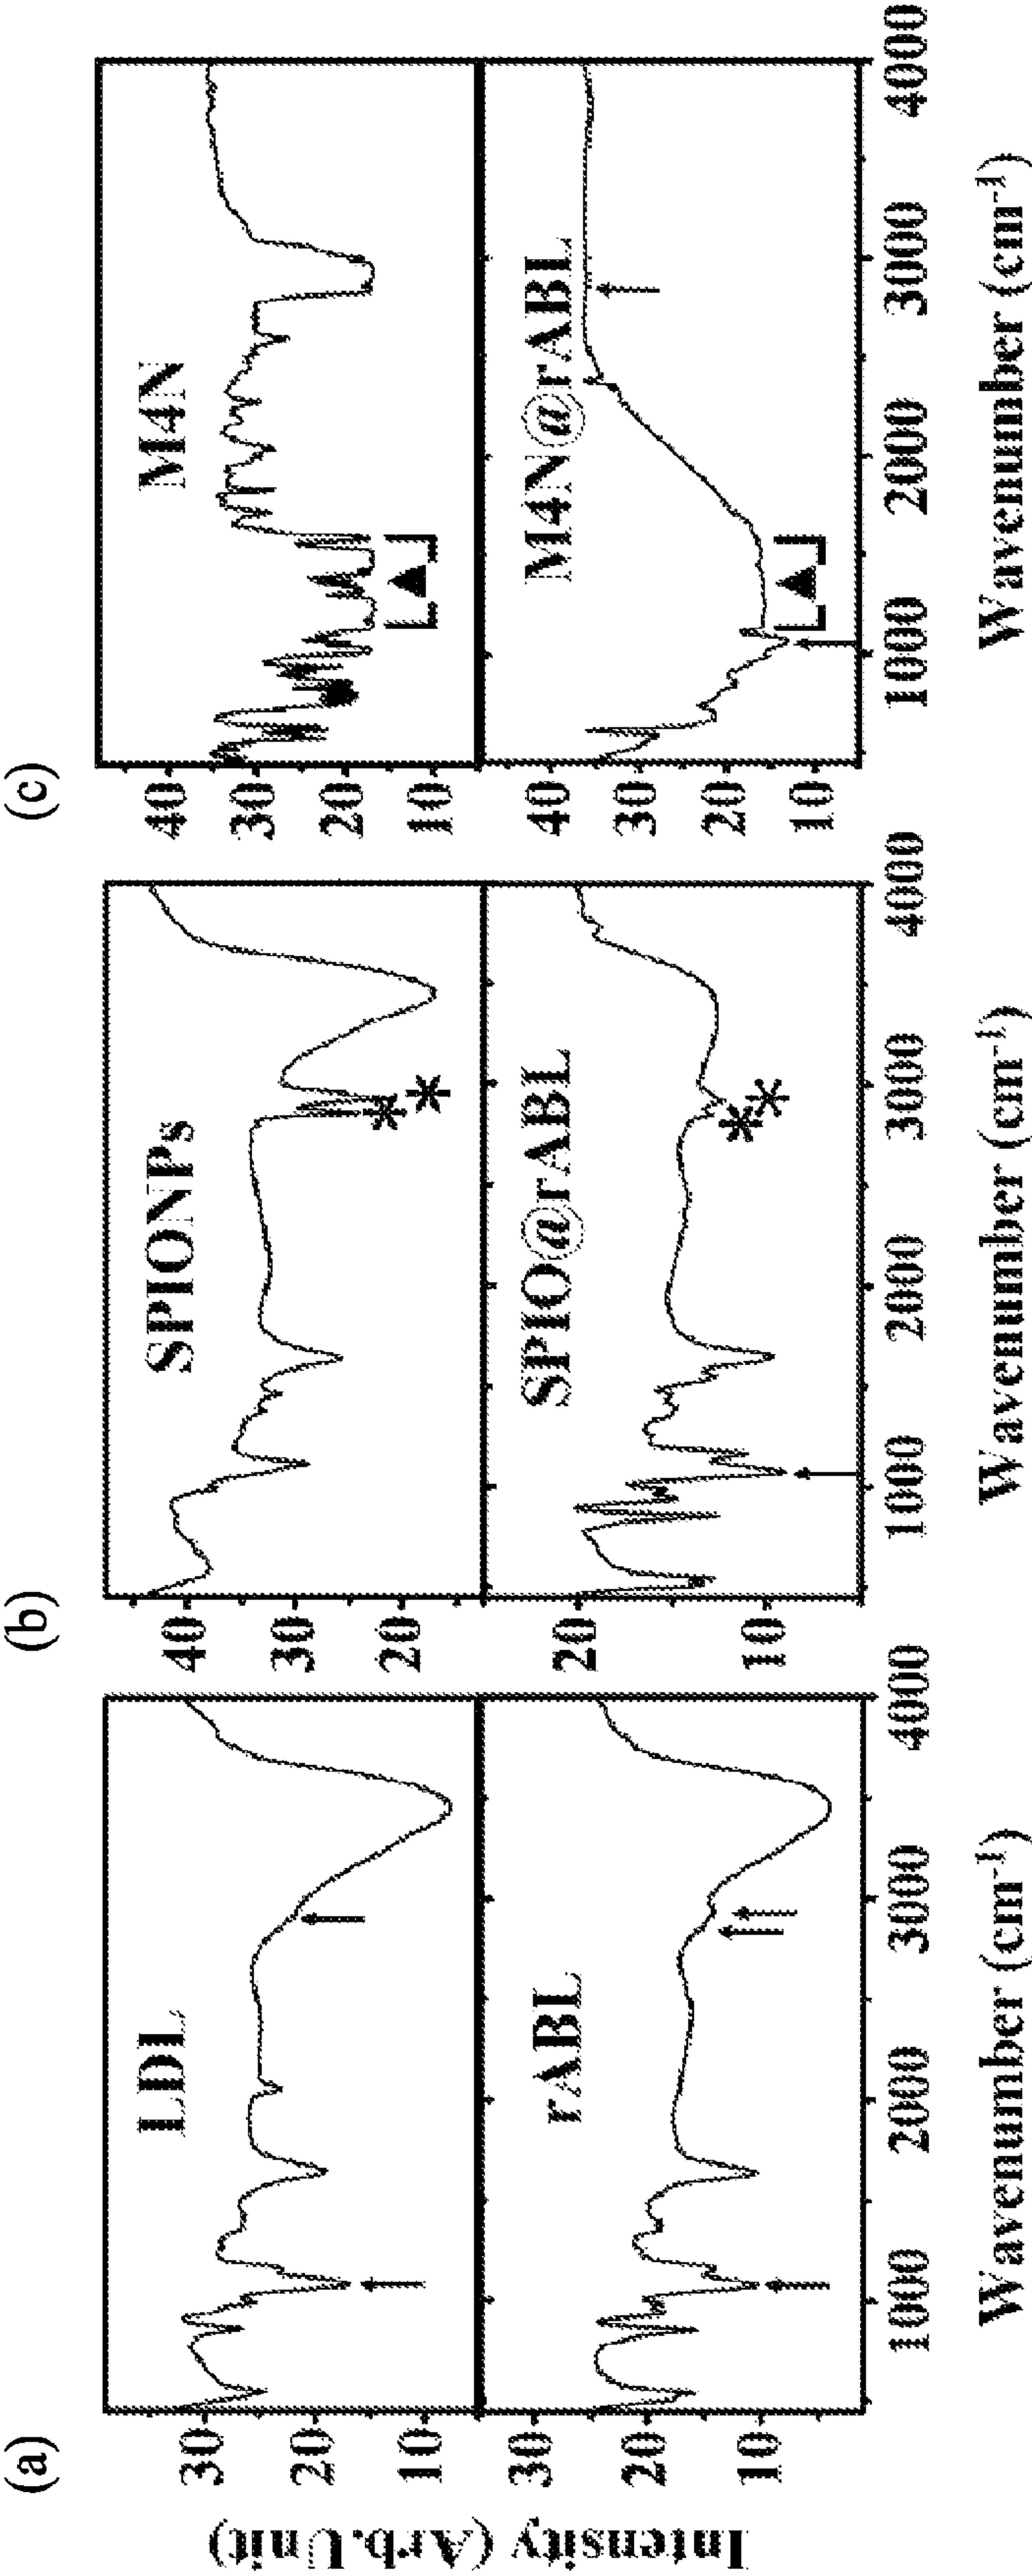 (a)
(b)
(c)
Intensity (Arb.Unit)
LDL
30
20
10
rABL
30
20
10
1000
2000
3000
4000
Wavenumber (cm⁻¹)
SPIONPs
40
30
20
SPIO@rABL
20
10
1000
2000
3000
4000
Wavenumber (cm⁻¹)
M4N
40
30
20
10
M4N@rABL
40
30
20
10
1000
2000
3000
4000
Wavenumber (cm⁻¹)